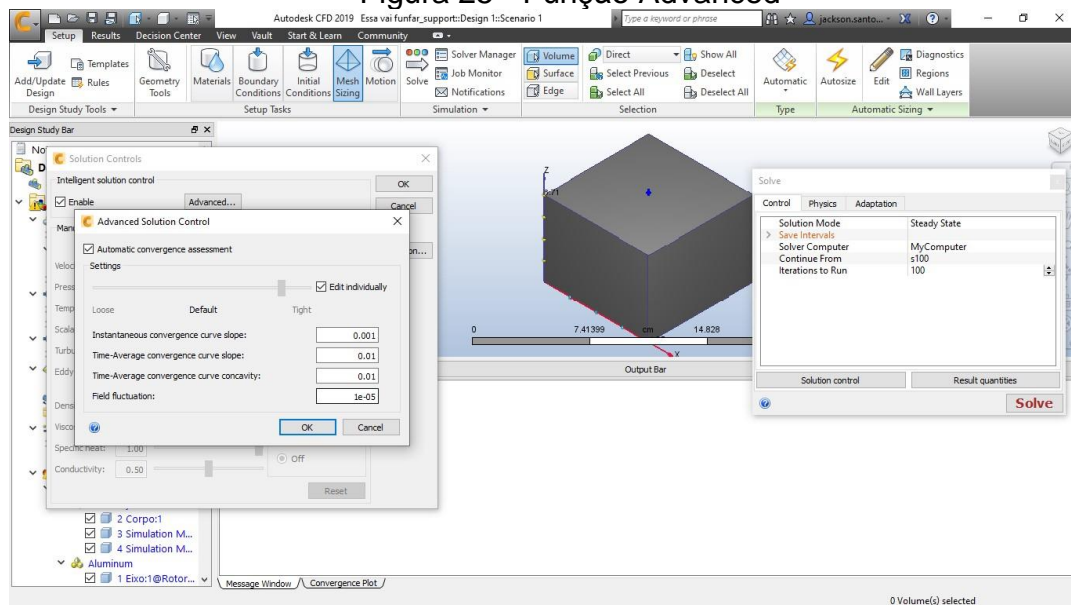 Figura 28 - Função Advanced
Autodesk CFD 2019 Essa vai funfar_support::Design 1::Scenario 1
Type a keyword or phrase
jackson.santo...
Setup Results Decision Center View Vault Start & Learn Community
Add/Update Design
Templates
Rules
Geometry Tools
Materials
Boundary Conditions
Initial Conditions
Mesh Sizing
Motion
Solve
Solver Manager
Job Monitor
Notifications
Volume
Surface
Edge
Direct
Select Previous
Select All
Show All
Deselect
Deselect All
Automatic
Autosize
Edit
Diagnostics
Regions
Wall Layers
Design Study Tools
Setup Tasks
Simulation
Selection
Type
Automatic Sizing
Design Study Bar
Solution Controls
Intelligent solution control
Enable
Advanced...
OK
Cancel
Advanced Solution Control
Automatic convergence assessment
Settings
Edit individually
Loose Default Tight
Instantaneous convergence curve slope: 0.001
Time-Average convergence curve slope: 0.01
Time-Average convergence curve concavity: 0.01
Field fluctuation: 1e-05
OK Cancel
Specific heat: 1.00
Off
Conductivity: 0.50
Reset
2 Corpo:1
3 Simulation M...
4 Simulation M...
Aluminum
1 Eixo:1@Rotor...
Z
X
0 7.41399 cm 14.828
Output Bar
Message Window Convergence Plot
Solve
Control Physics Adaptation
Solution Mode Steady State
Save Intervals
Solver Computer MyComputer
Continue From s100
Iterations to Run 100
Solution control Result quantities
Solve
0 Volume(s) selected